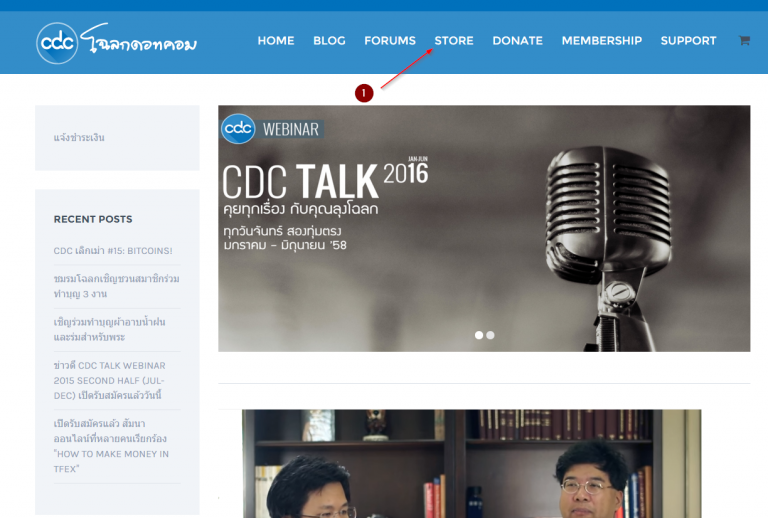 cdc โฉลกดอทคอม
HOME BLOG FORUMS STORE DONATE MEMBERSHIP SUPPORT
1
แจ้งชำระเงิน
RECENT POSTS
CDC เล็กเม่า #15: BITCOINS!
ชมรมโฉลกเชิญชวนสมาชิกร่วม
ทำบุญ 3 งาน
เชิญร่วมทำบุญผ้าอาบน้ำฝน
และร่มสำหรับพระ
ข่าวดี CDC TALK WEBINAR
2015 SECOND HALF (JUL-
DEC) เปิดรับสมัครแล้ววันนี้
เปิดรับสมัครแล้ว สัมนา
ออนไลน์ที่หลายคนเรียกร้อง
"HOW TO MAKE MONEY IN
TFEX"
cdc WEBINAR
JAN-JUN
CDC TALK 2016
คุยทุกเรื่อง กับคุณลุงโฉลก
ทุกวันจันทร์ สองทุ่มตรง
มกราคม – มิถุนายน '58